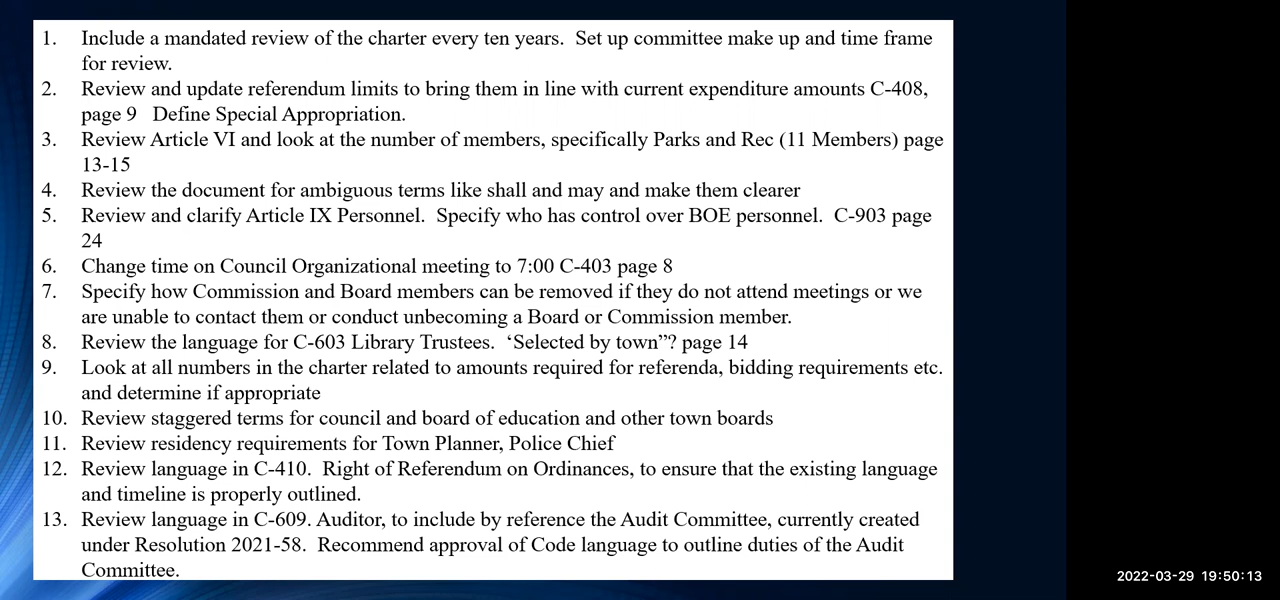 1. Include a mandated review of the charter every ten years. Set up committee make up and time frame
for review.
2. Review and update referendum limits to bring them in line with current expenditure amounts C-408,
page 9 Define Special Appropriation.
3. Review Article VI and look at the number of members, specifically Parks and Rec (11 Members) page
13-15
4. Review the document for ambiguous terms like shall and may and make them clearer
5. Review and clarify Article IX Personnel. Specify who has control over BOE personnel. C-903 page
24
6. Change time on Council Organizational meeting to 7:00 C-403 page 8
7. Specify how Commission and Board members can be removed if they do not attend meetings or we
are unable to contact them or conduct unbecoming a Board or Commission member.
8. Review the language for C-603 Library Trustees. ‘Selected by town”? page 14
9. Look at all numbers in the charter related to amounts required for referenda, bidding requirements etc.
and determine if appropriate
10. Review staggered terms for council and board of education and other town boards
11. Review residency requirements for Town Planner, Police Chief
12. Review language in C-410. Right of Referendum on Ordinances, to ensure that the existing language
and timeline is properly outlined.
13. Review language in C-609. Auditor, to include by reference the Audit Committee, currently created
under Resolution 2021-58. Recommend approval of Code language to outline duties of the Audit
Committee.
2022-03-29 19:50:13